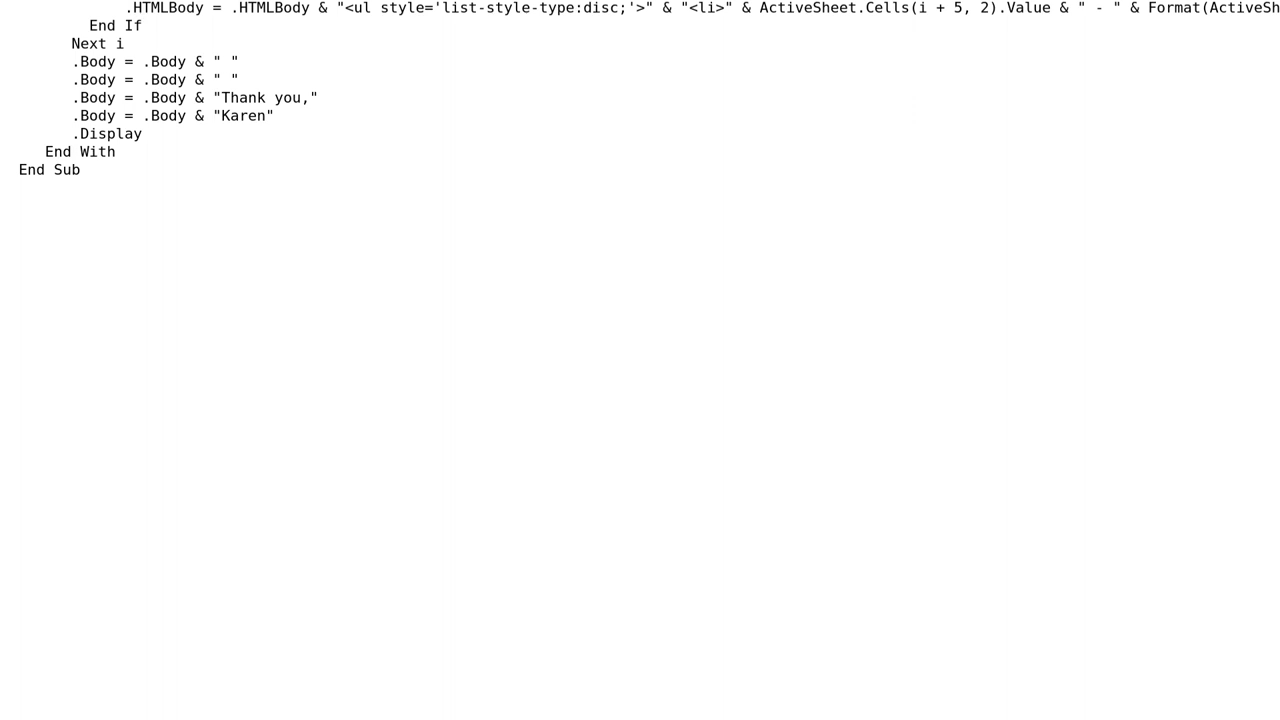 .HTMLBody = .HTMLBody & "<ul style='list-style-type:disc;'>" & "<li>" & ActiveSheet.Cells(i + 5, 2).Value & " - " & Format(ActiveSh
End If
Next i
.Body = .Body & " "
.Body = .Body & " "
.Body = .Body & "Thank you,"
.Body = .Body & "Karen"
.Display
End With
End Sub